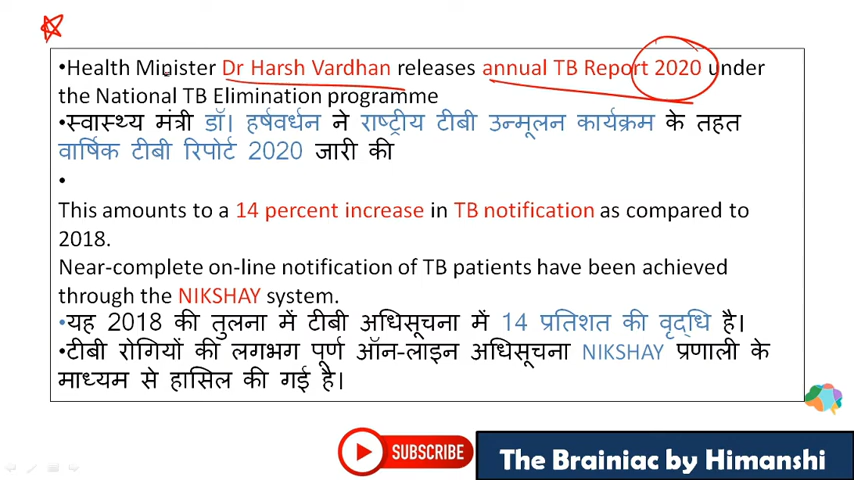 •Health Minister Dr Harsh Vardhan releases annual TB Report 2020 under
the National TB Elimination programme
•स्वास्थ्य मंत्री डॉ। हर्षवर्धन ने राष्ट्रीय टीबी उन्मूलन कार्यक्रम के तहत
वार्षिक टीबी रिपोर्ट 2020 जारी की
•
This amounts to a 14 percent increase in TB notification as compared to
2018.
Near-complete on-line notification of TB patients have been achieved
through the NIKSHAY system.
•यह 2018 की तुलना में टीबी अधिसूचना में 14 प्रतिशत की वृद्धि है।
•टीबी रोगियों की लगभग पूर्ण ऑन-लाइन अधिसूचना NIKSHAY प्रणाली के
माध्यम से हासिल की गई है।
SUBSCRIBE
The Brainiac by Himanshi